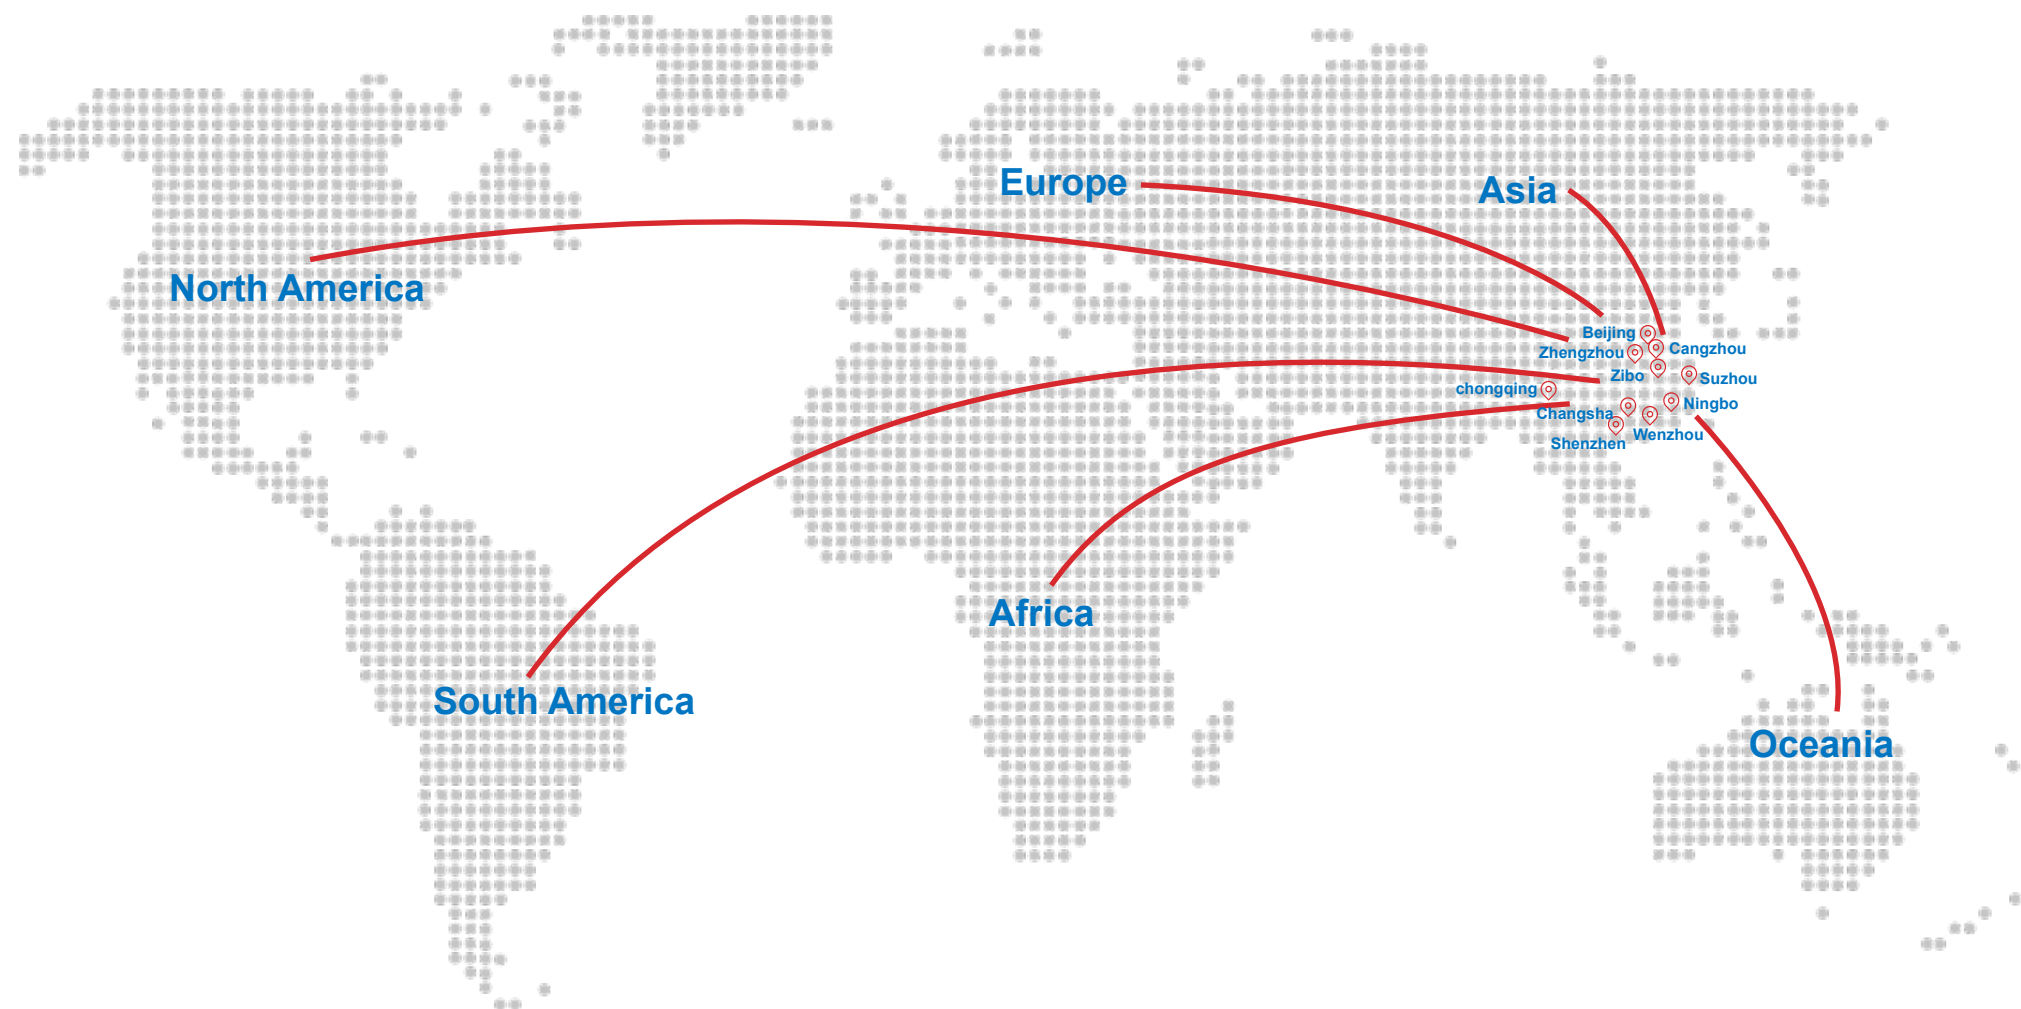 Europe
Asia
North America
Beijing
Zhengzhou
Cangzhou
Zibo
Suzhou
chongqing
Changsha
Ningbo
Shenzhen
Wenzhou
Africa
South America
Oceania